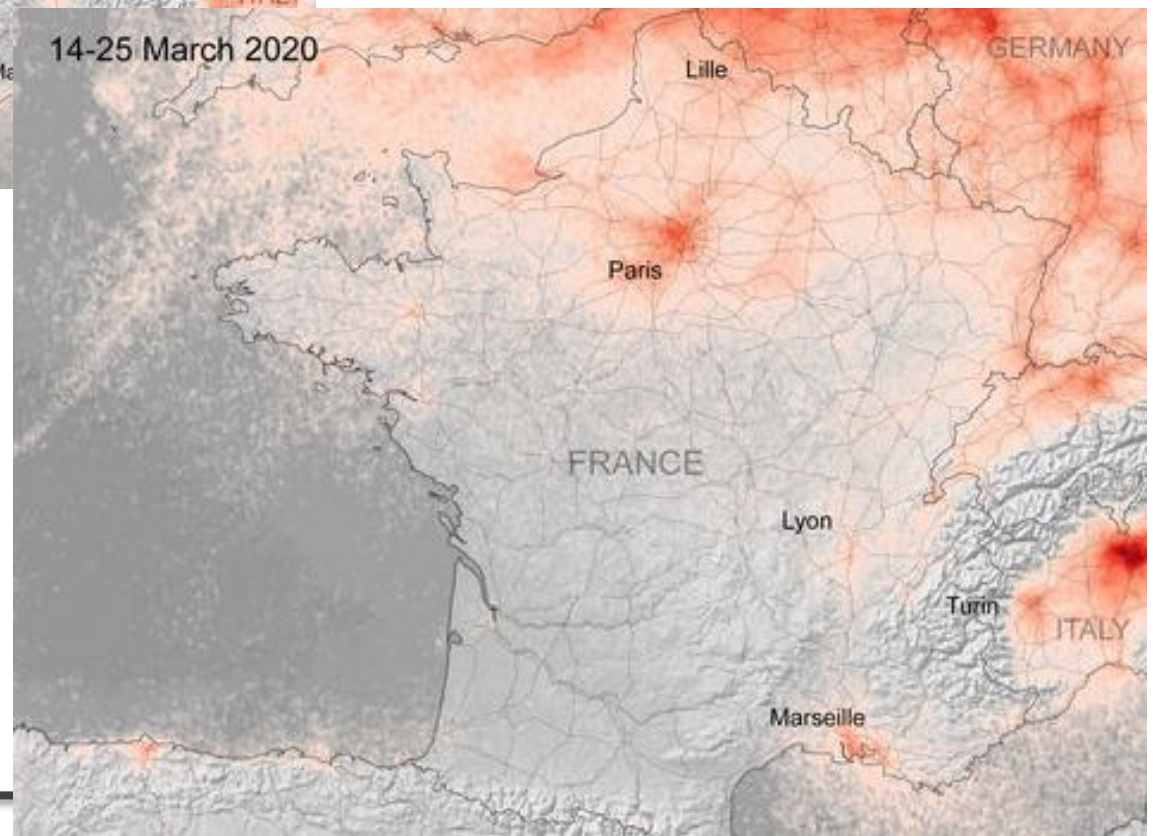 14-25 March 2020
GERMANY
Lille
Paris
FRANCE
Lyon
Turin
ITALY
Marseille